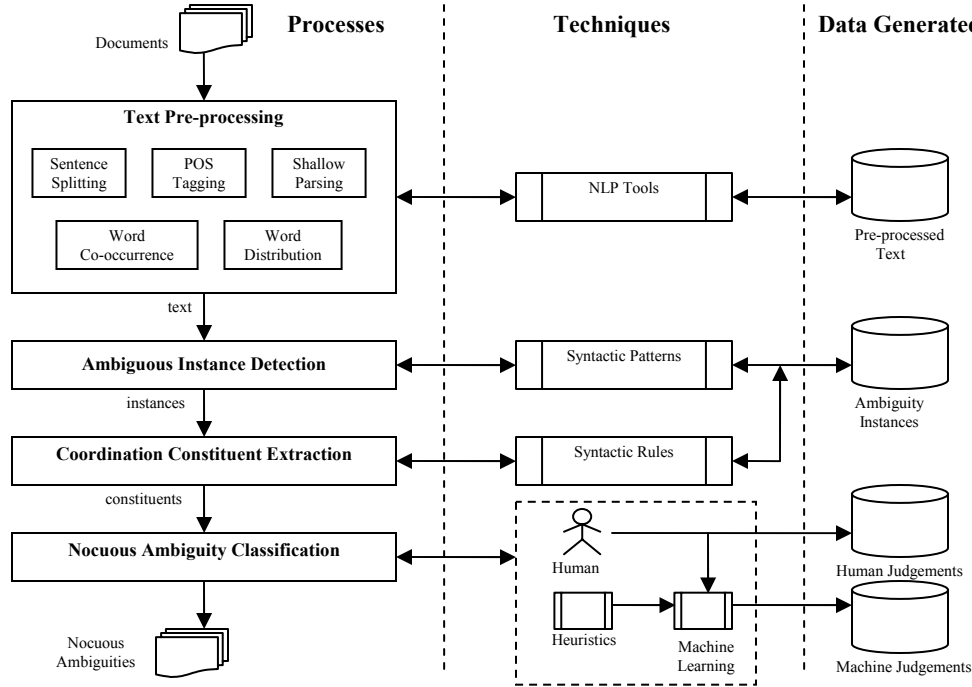 Processes
Techniques
Data Generated
Documents
Text Pre-processing
Sentence
Splitting
POS
Tagging
Shallow
Parsing
Word
Co-occurrence
Word
Distribution
NLP Tools
Pre-processed
Text
text
Ambiguous Instance Detection
Syntactic Patterns
Ambiguity
Instances
instances
Coordination Constituent Extraction
Syntactic Rules
constituents
Nocuous Ambiguity Classification
Human
Human Judgements
Heuristics
Machine
Learning
Machine Judgements
Nocuous
Ambiguities